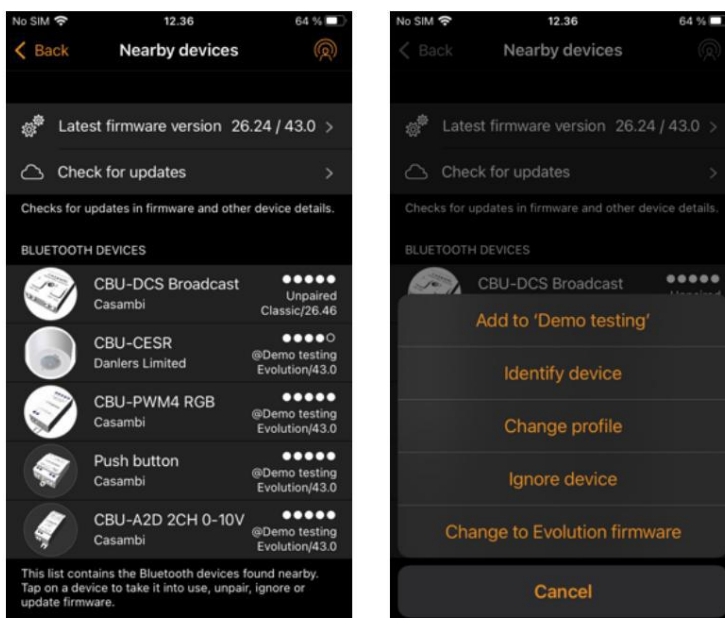 No SIM 12.36 64 %
Back Nearby devices
Latest firmware version 26.24 / 43.0 >
Check for updates >
Checks for updates in firmware and other device details.
BLUETOOTH DEVICES
CBU-DCS Broadcast
Casambi
Unpaired
Classic/26.46
CBU-CESR
Danlers Limited
@Demo testing
Evolution/43.0
CBU-PWM4 RGB
Casambi
@Demo testing
Evolution/43.0
Push button
Casambi
@Demo testing
Evolution/43.0
CBU-A2D 2CH 0-10V
Casambi
@Demo testing
Evolution/43.0
This list contains the Bluetooth devices found nearby.
Tap on a device to take it into use, unpair, ignore or
update firmware.
No SIM 12.36 64 %
Back Nearby devices
Latest firmware version 26.24 / 43.0 >
Check for updates >
Checks for updates in firmware and other device details.
BLUETOOTH DEVICES
CBU-DCS Broadcast
Add to ‘Demo testing’
Identify device
Change profile
Ignore device
Change to Evolution firmware
Cancel